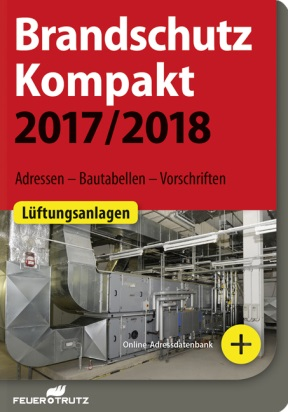 Brandschutz
Kompakt
2017/2018
Adressen – Bautabellen – Vorschriften
Lüftungsanlagen
Online-Adressdatenbank
+
FEUERTRUTZ